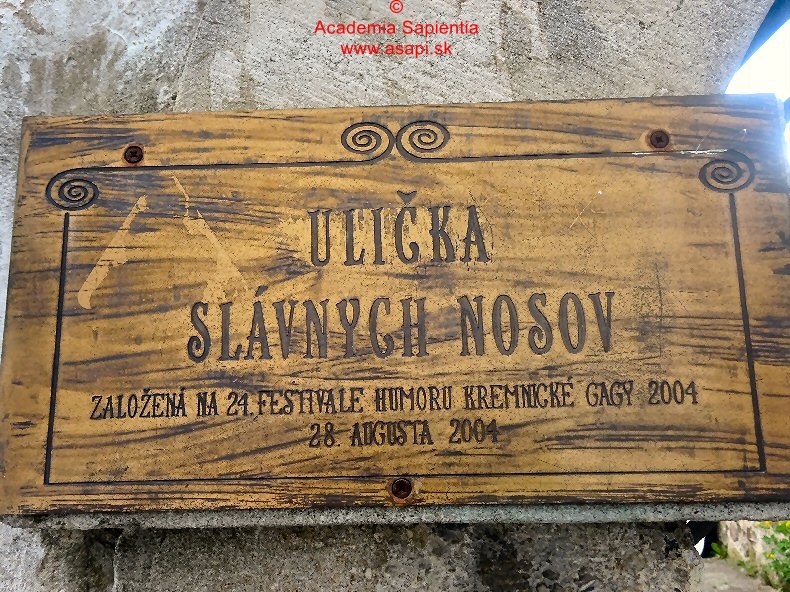 ©
Academia Sapientia
www.asapi.sk
ULIČKA
SLÁVNYCH NOSOV
ZALOŽENÁ NA 24. FESTIVALE HUMORU KREMNICKÉ GAGY 2004
28. AUGUSTA 2004